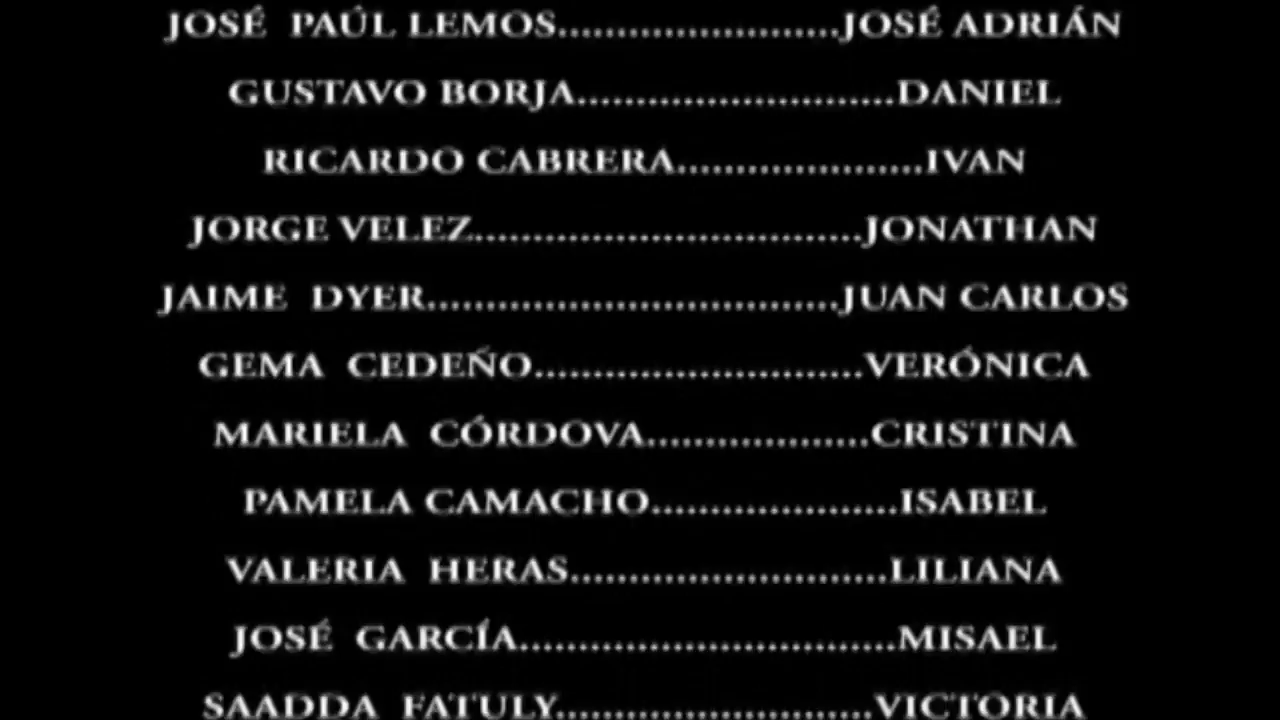 JOSÉ PAÚL LEMOS........................JOSÉ ADRIÁN
GUSTAVO BORJA...........................DANIEL
RICARDO CABRERA.....................IVAN
JORGE VELEZ.................................JONATHAN
JAIME DYER...................................JUAN CARLOS
GEMA CEDEÑO............................VERÓNICA
MARIELA CÓRDOVA...................CRISTINA
PAMELA CAMACHO.....................ISABEL
VALERIA HERAS...........................LILIANA
JOSÉ GARCÍA................................MISAEL
SAADDA FATULY...........................VICTORIA